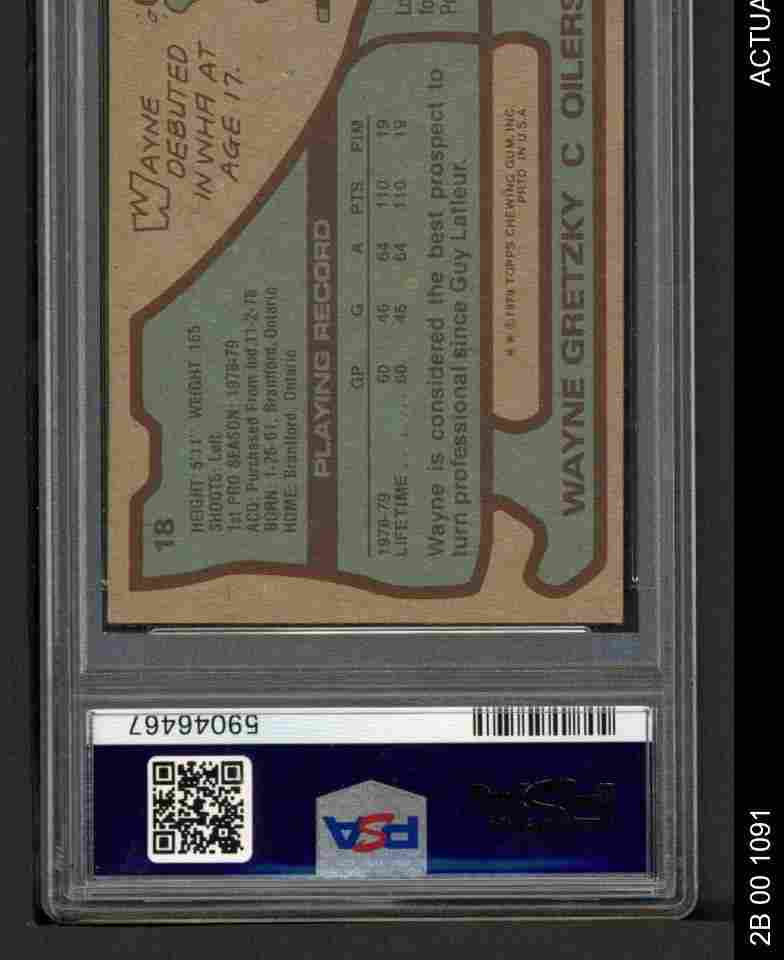 18
HEIGHT 5'11" WEIGHT 165
SHOOTS: Left
1st PRO SEASON: 1978-79
ACQ: Purchased From Ind. 11-2-78
BORN: 1-26-61, Brantford, Ontario
HOME: Brantford, Ontario
WAYNE
DEBUTED
IN WHA AT
AGE 17.
PLAYING RECORD
GP G A PTS PIM
1978-79 60 46 64 110 19
LIFETIME . . . . . . 60 46 64 110 19
Wayne is considered the best prospect to
turn professional since Guy Lafleur.
© 1979 TOPPS CHEWING GUM, INC.
PRTD IN U.S.A.
WAYNE GRETZKY C OILERS
59046467
PSA
2B 00 1091
ACTUA